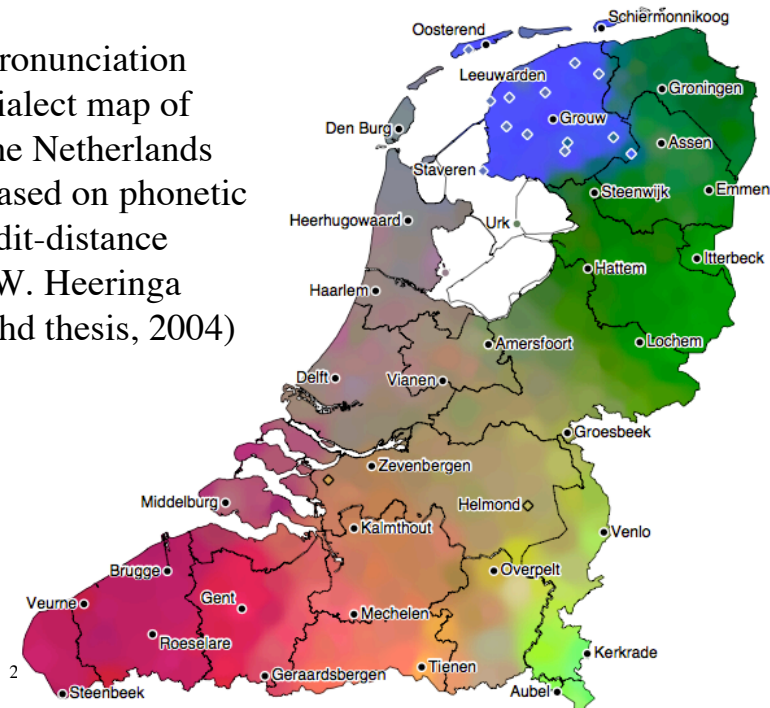 ronunciation
ialect map of
ne Netherlands
ased on phonetic
dit-distance
W. Heeringa
hd thesis, 2004)
Schiermonnikoog
Oosterend
Leeuwarden
Groningen
Grouw
Den Burg
Assen
Staveren
Steenwijk
Emmen
Heerhugowaard
Urk
Itterbeck
Hattem
Haarlem
Amersfoort
Lochem
Delft
Vianen
Groesbeek
Zevenbergen
Middelburg
Helmond
Kalmthout
Venlo
Brugge
Overpelt
Veurne
Gent
Mechelen
Roeselare
Kerkrade
2
Geraardsbergen
Tienen
Steenbeek
Aubel